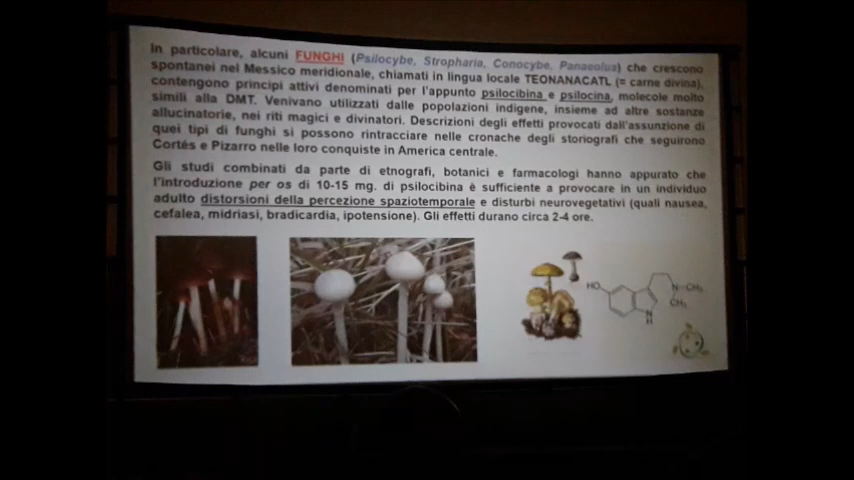 In particolare, alcuni FUNGHI (Psilocybe, Stropharia, Conocybe, Panaeolus) che crescono
spontanei nel Messico meridionale, chiamati in lingua locale TEONANACATL (= carne divina),
contengono principi attivi denominati per l'appunto psilocibina e psilocina, molecole molto
simili alla DMT. Venivano utilizzati dalle popolazioni indigene, insieme ad altre sostanze
allucinatorie, nei riti magici e divinatori. Descrizioni degli effetti provocati dall'assunzione di
quei tipi di funghi si possono rintracciare nelle cronache degli storiografi che seguirono
Cortés e Pizarro nelle loro conquiste in America centrale.
Gli studi combinati da parte di etnografi, botanici e farmacologi hanno appurato che
l'introduzione per os di 10-15 mg. di psilocibina è sufficiente a provocare in un individuo
adulto distorsioni della percezione spaziotemporale e disturbi neurovegetativi (quali nausea,
cefalea, midriasi, bradicardia, ipotensione). Gli effetti durano circa 2-4 ore.
HO
N-CH3
CH3
N
H